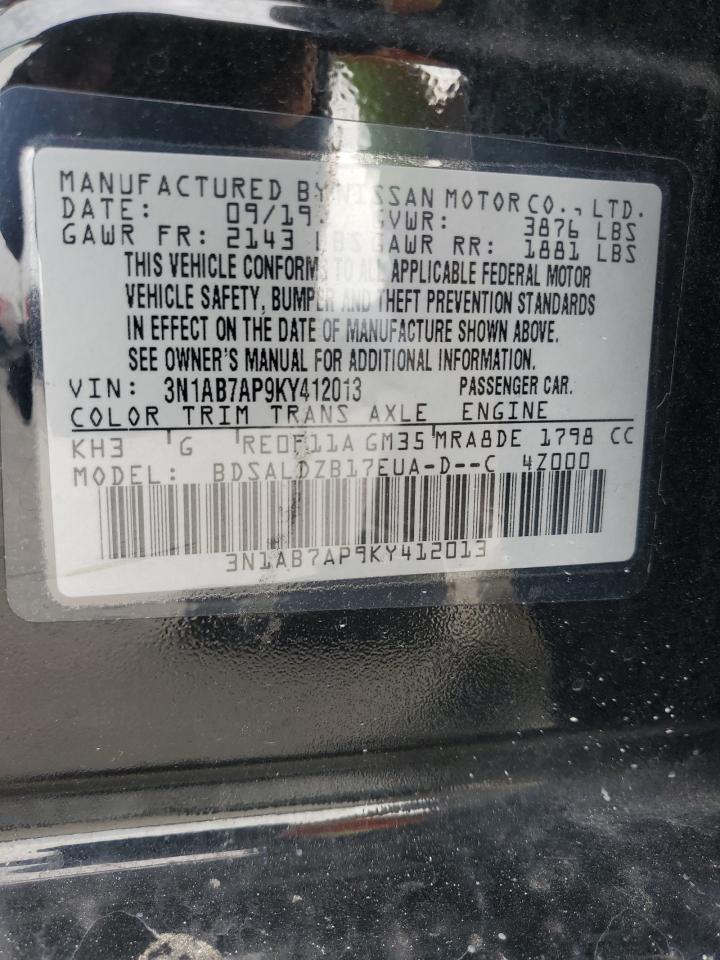 MANUFACTURED BY NISSAN MOTOR CO., LTD.
DATE: 09/19 GVWR: 3876 LBS
GAWR FR: 2143 LBS GAWR RR: 1881 LBS
THIS VEHICLE CONFORMS TO ALL APPLICABLE FEDERAL MOTOR
VEHICLE SAFETY, BUMPER AND THEFT PREVENTION STANDARDS
IN EFFECT ON THE DATE OF MANUFACTURE SHOWN ABOVE.
SEE OWNER'S MANUAL FOR ADDITIONAL INFORMATION.
VIN: 3N1AB7AP9KY412013 PASSENGER CAR.
COLOR TRIM TRANS AXLE ENGINE
KH3 G RE0F11A GM35 MRA8DE 1798 CC
MODEL: BDSALDZB17EUA-D--C 4Z000
3N1AB7AP9KY412013